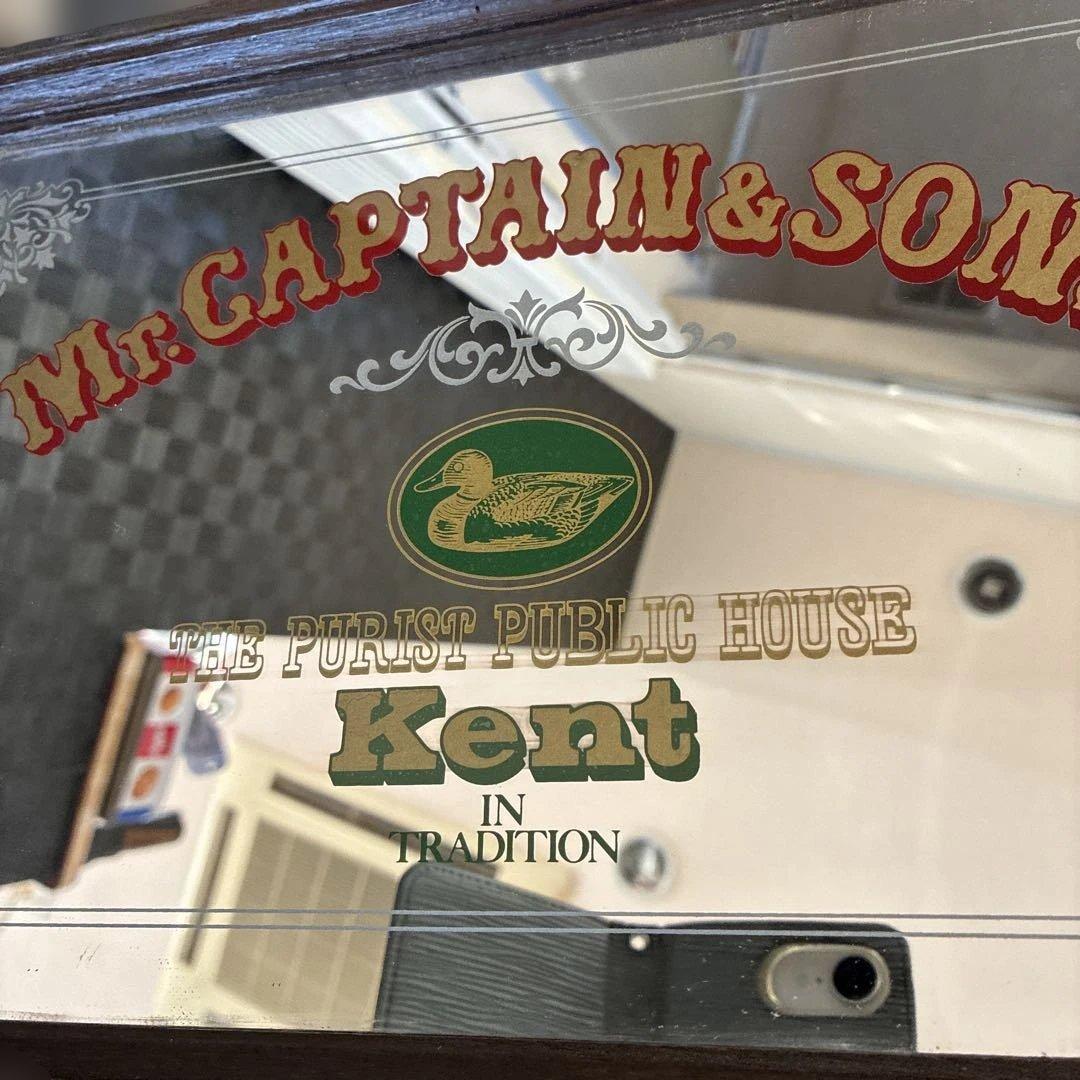 Mr. CAPTAIN & SON
THE PURIST PUBLIC HOUSE
Kent
IN
TRADITION